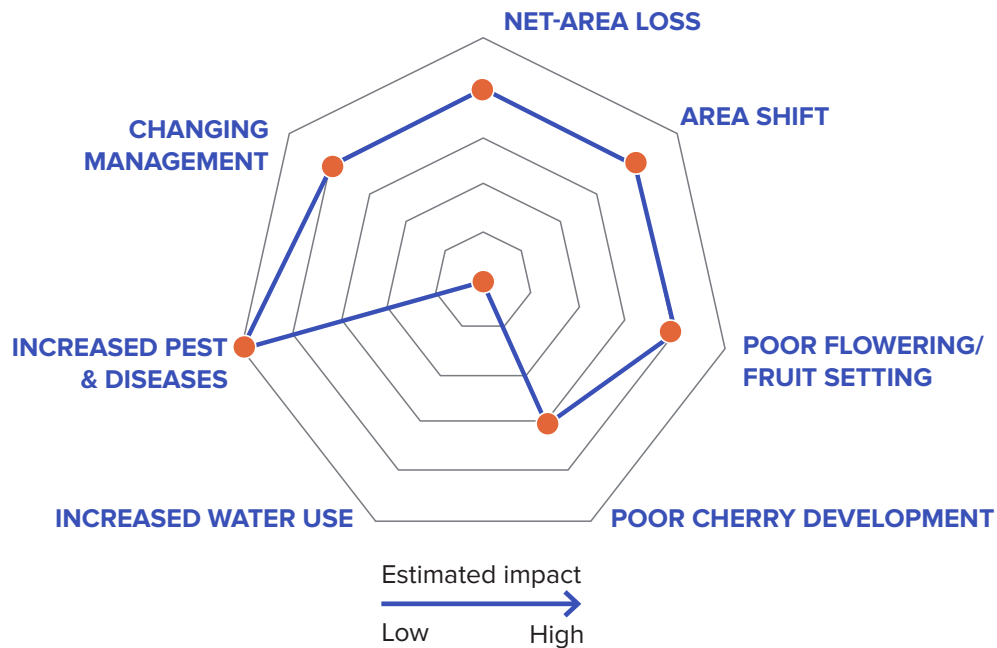 NET-AREA LOSS
AREA SHIFT
CHANGING
MANAGEMENT
INCREASED PEST
& DISEASES
POOR FLOWERING/
FRUIT SETTING
INCREASED WATER USE
POOR CHERRY DEVELOPMENT
Estimated impact
Low
High